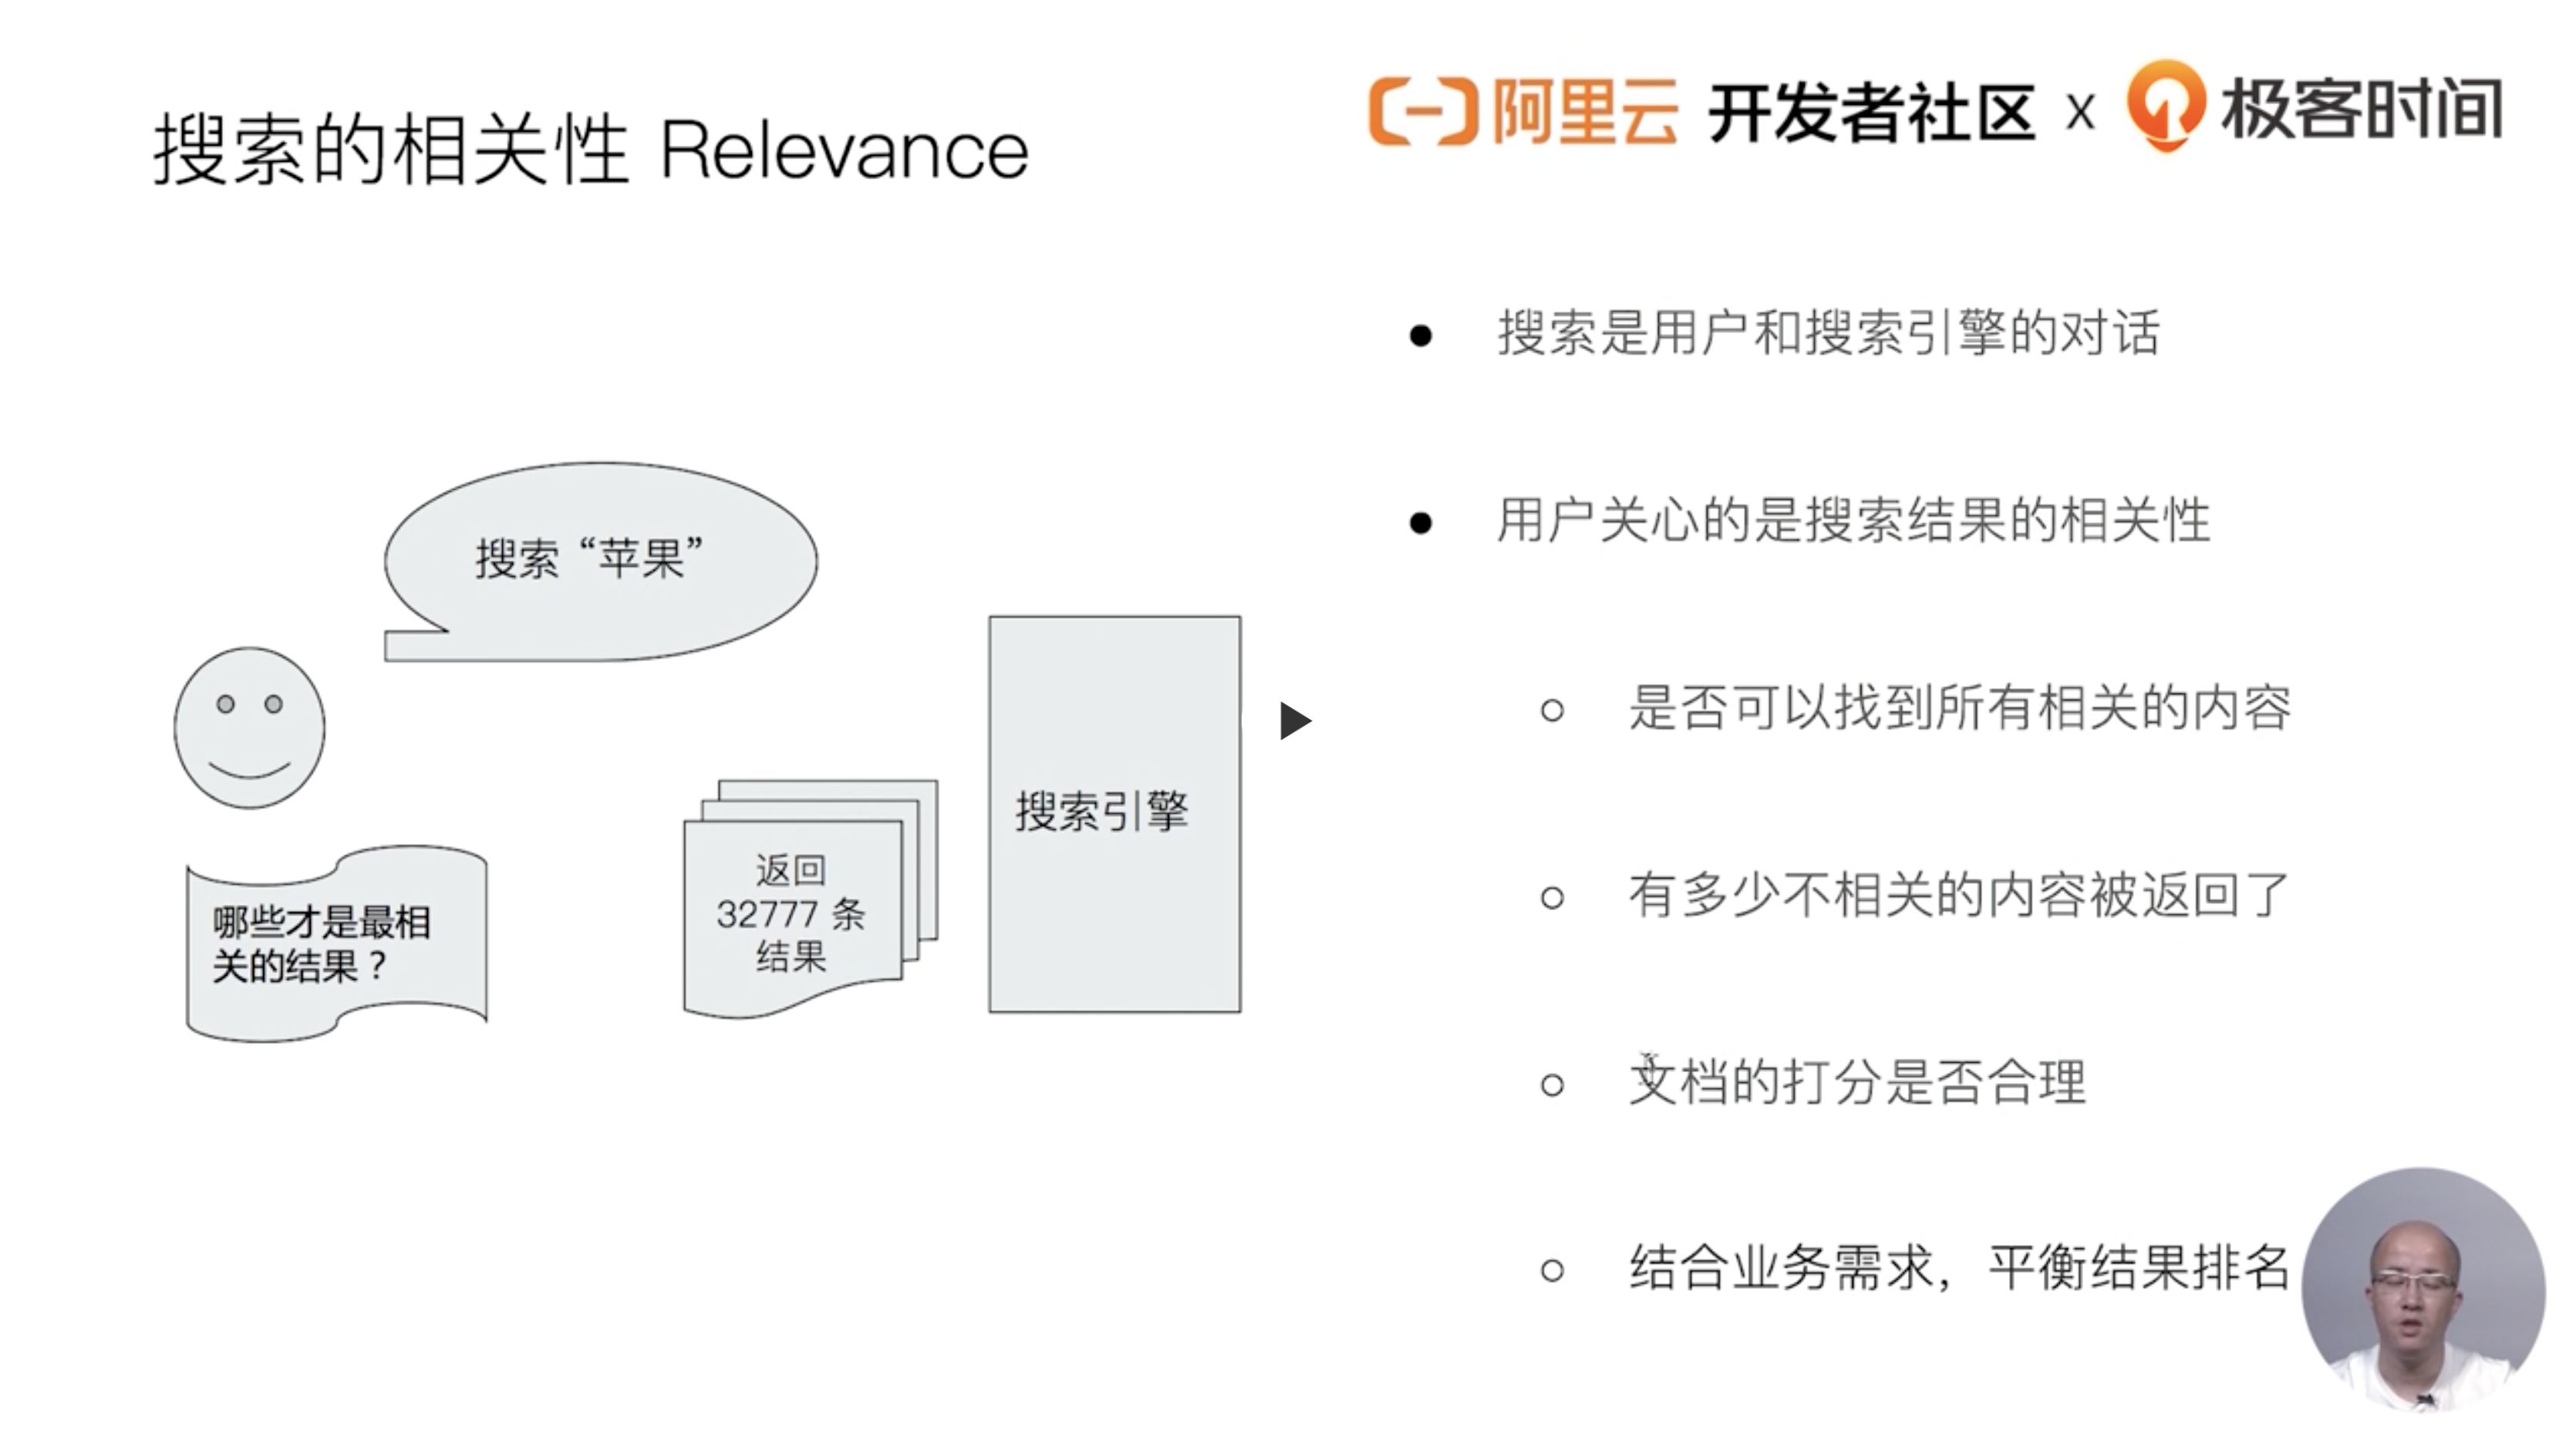 搜索的相关性 Relevance
阿里云 开发者社区 X 极客时间
搜索“苹果”
搜索引擎
返回
32777 条
结果
哪些才是最相
关的结果？
搜索是用户和搜索引擎的对话
用户关心的是搜索结果的相关性
是否可以找到所有相关的内容
有多少不相关的内容被返回了
文档的打分是否合理
结合业务需求，平衡结果排名